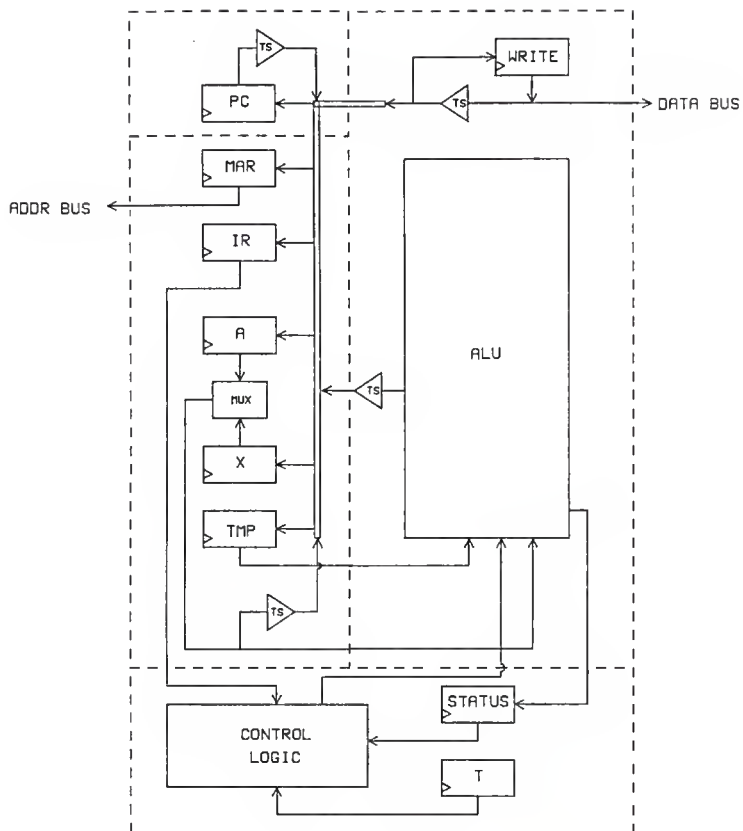 TS
WRITE
PC
TS
DATA BUS
MAR
ADDR BUS
IR
A
ALU
MUX
TS
X
TMP
TS
STATUS
CONTROL
LOGIC
T